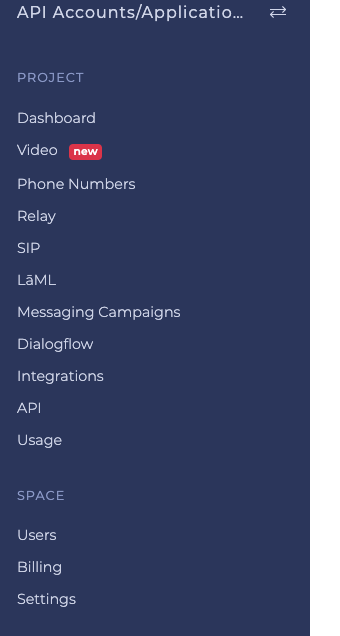 API Accounts/Applicatio...
PROJECT
Dashboard
Video new
Phone Numbers
Relay
SIP
LāML
Messaging Campaigns
Dialogflow
Integrations
API
Usage
SPACE
Users
Billing
Settings